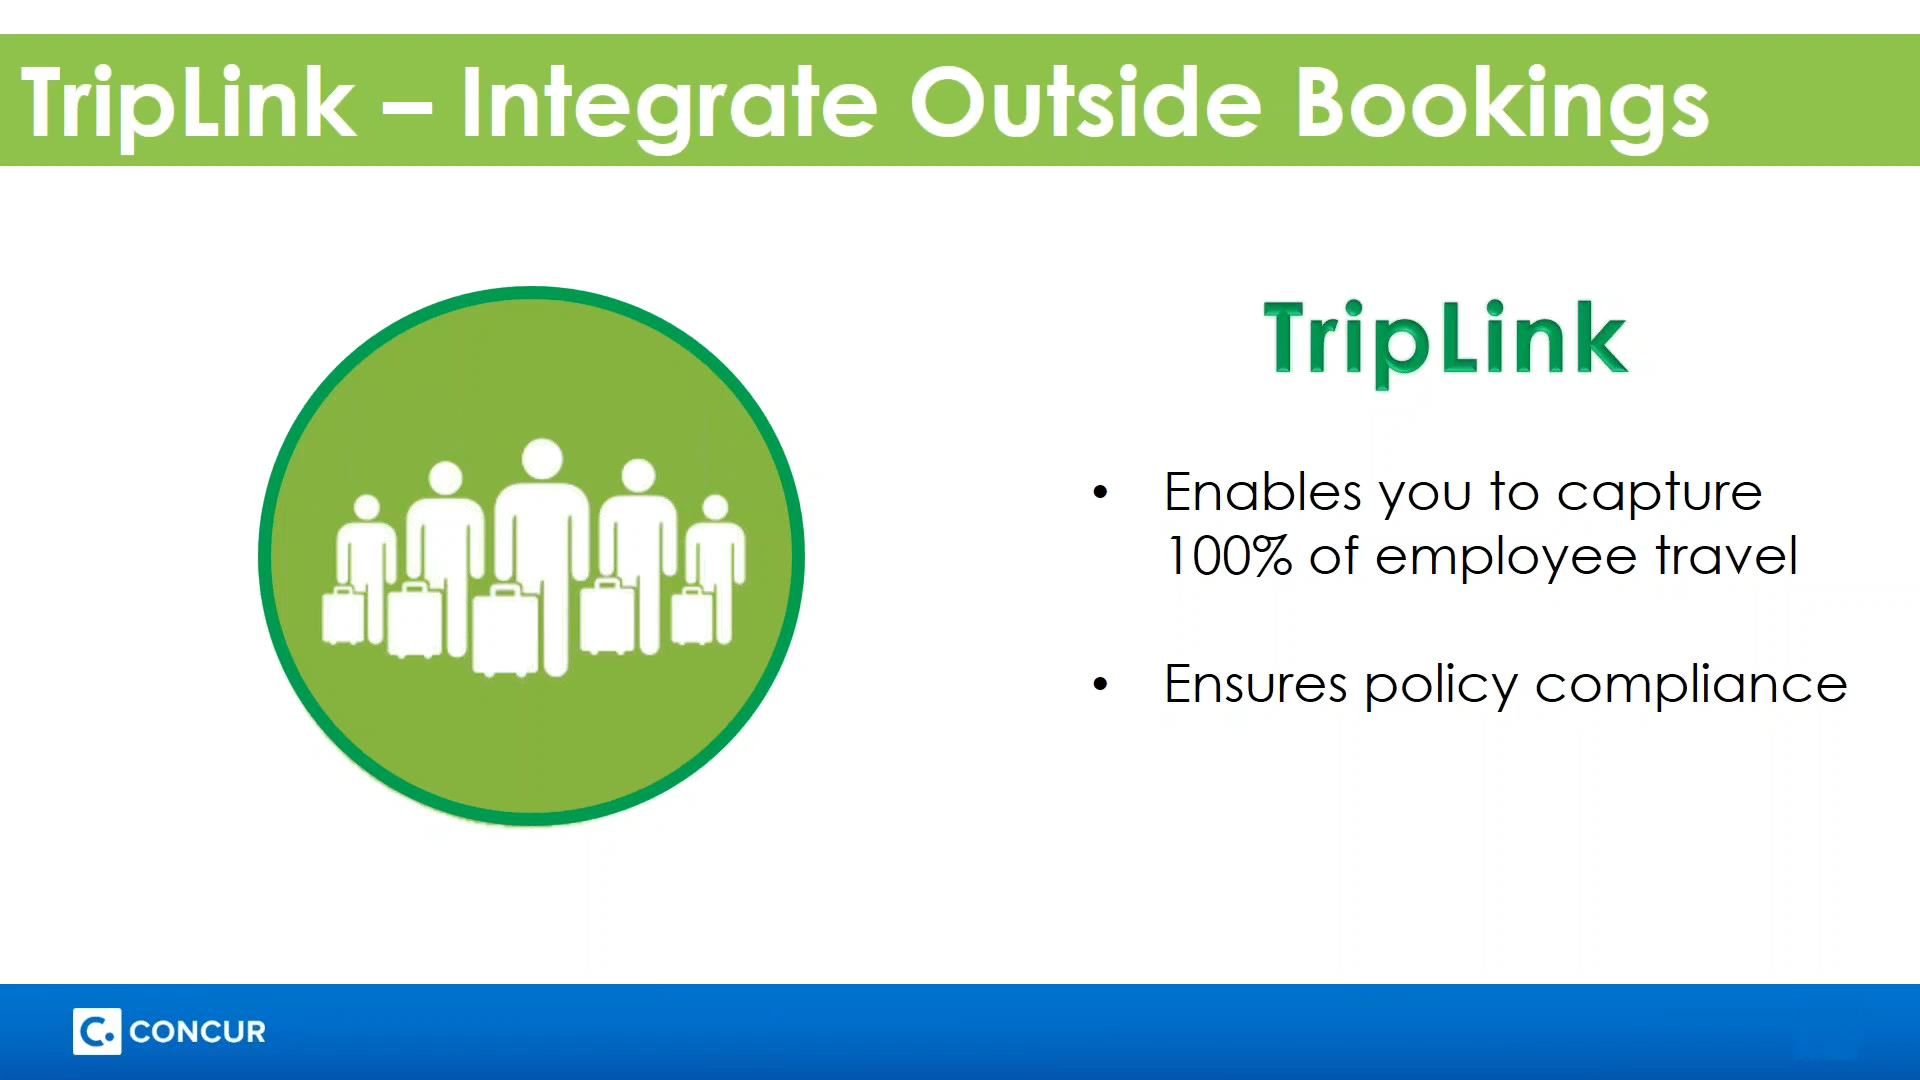 TripLink – Integrate Outside Bookings
TripLink
• Enables you to capture
100% of employee travel
• Ensures policy compliance
C. CONCUR